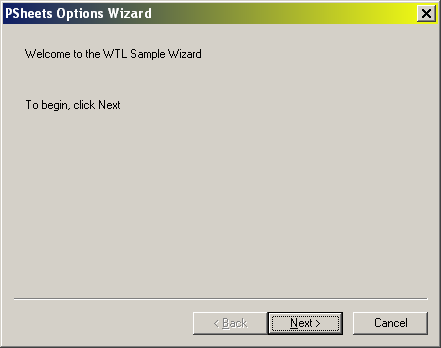 PSheets Options Wizard
Welcome to the WTL Sample Wizard
To begin, click Next
< Back Next > Cancel